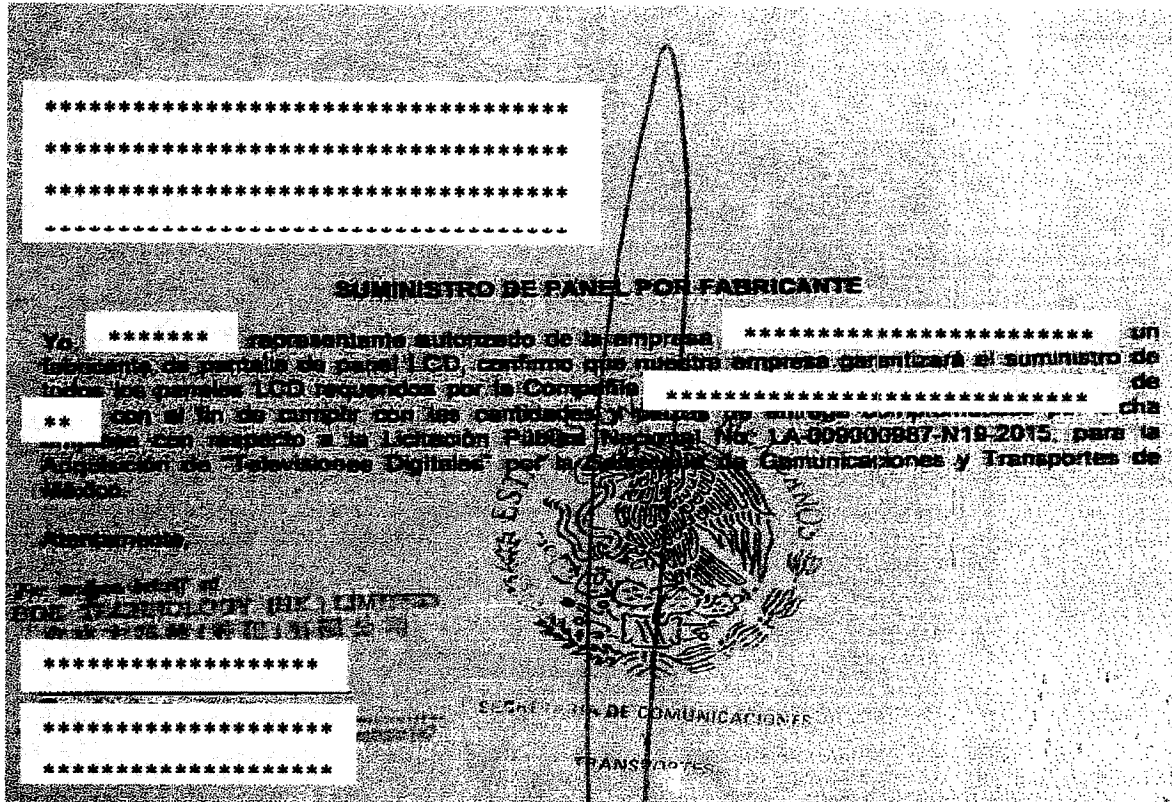 ************************************
************************************
************************************
************************************
SUMINISTRO DE PANEL POR FABRICANTE
Yo, ******* representante autorizado de la empresa ************************ un
fabricante de pantalla de panel LCD, confirmo que nuestra empresa garantizará el suministro de
todos los paneles LCD requeridos por la Compañía ***************************** de
** con el fin de cumplir con las cantidades y de cha
empresa con respecto a la Licitación Pública Nacional No. LA-009000987-N19-2015, para la
Adquisición de "Televisiones Digitales" por la Secretaría de Comunicaciones y Transportes de
México.
Atentamente,
TECHNOLOGY (HK) LIMITED
*******************
********************
********************
SECRETARIA DE COMUNICACIONES
TRANSPORTES